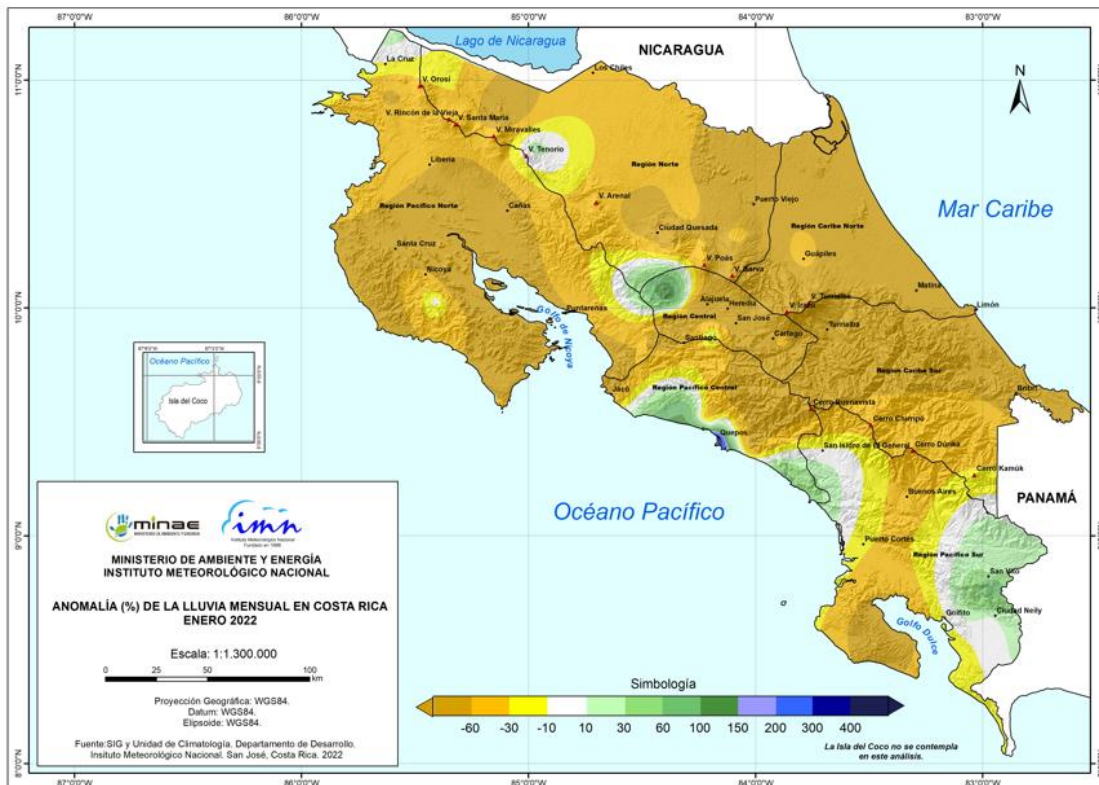 87°0'0"W 86°0'0"W 85°0'0"W 84°0'0"W 83°0'0"W
11°0'0"N
10°0'0"N
9°0'0"N
8°0'0"N
Lago de Nicaragua
NICARAGUA
N
La Cruz
Los Chiles
V. Orosí
V. Rincón de la Vieja
V. Santa María
V. Miravalles
V. Tenorio
Liberia
Región Norte
V. Arenal
Región Pacífico Norte
Cañas
Puerto Viejo
Mar Caribe
Región Caribe Norte
Ciudad Quesada
Santa Cruz
Nicoya
V. Poás
V. Barva
Guápiles
Matina
Limón
Puntarenas
Golfo de Nicoya
Alajuela
Heredia
Región Central
San José
V. Irazú
V. Turrialba
Turrialba
Cartago
Santiago
Región Caribe Sur
Jacó
Región Pacífico Central
Bribri
Cerro Buenavista
Cerro Chirripó
Quepos
San Isidro de El General
Cerro Dúrika
Cerro Kamúk
Buenos Aires
PANAMÁ
Océano Pacífico
Puerto Cortés
Región Pacífico Sur
San Vito
Golfito
Ciudad Neily
Golfo Dulce
Océano Pacífico
Isla del Coco
minae
MINISTERIO DE AMBIENTE Y ENERGÍA
imn
Instituto Meteorológico Nacional
MINISTERIO DE AMBIENTE Y ENERGÍA
INSTITUTO METEOROLÓGICO NACIONAL
ANOMALÍA (%) DE LA LLUVIA MENSUAL EN COSTA RICA
ENERO 2022
Escala: 1:1.300.000
0 25 50 100
km
Proyección Geográfica: WGS84.
Datum: WGS84.
Elipsoide: WGS84.
Fuente:SIG y Unidad de Climatología. Departamento de Desarrollo.
Insituto Meteorológico Nacional. San José, Costa Rica. 2022
Simbología
-60 -30 -10 10 30 60 100 150 200 300 400
La Isla del Coco no se contempla
en este análisis.
87°0'0"W 86°0'0"W 85°0'0"W 84°0'0"W 83°0'0"W